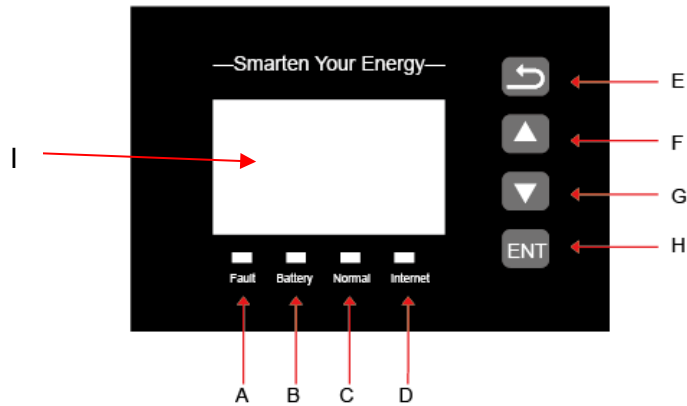 —Smarten Your Energy—
E
F
I
G
ENT
H
Fault Battery Normal Internet
A B C D